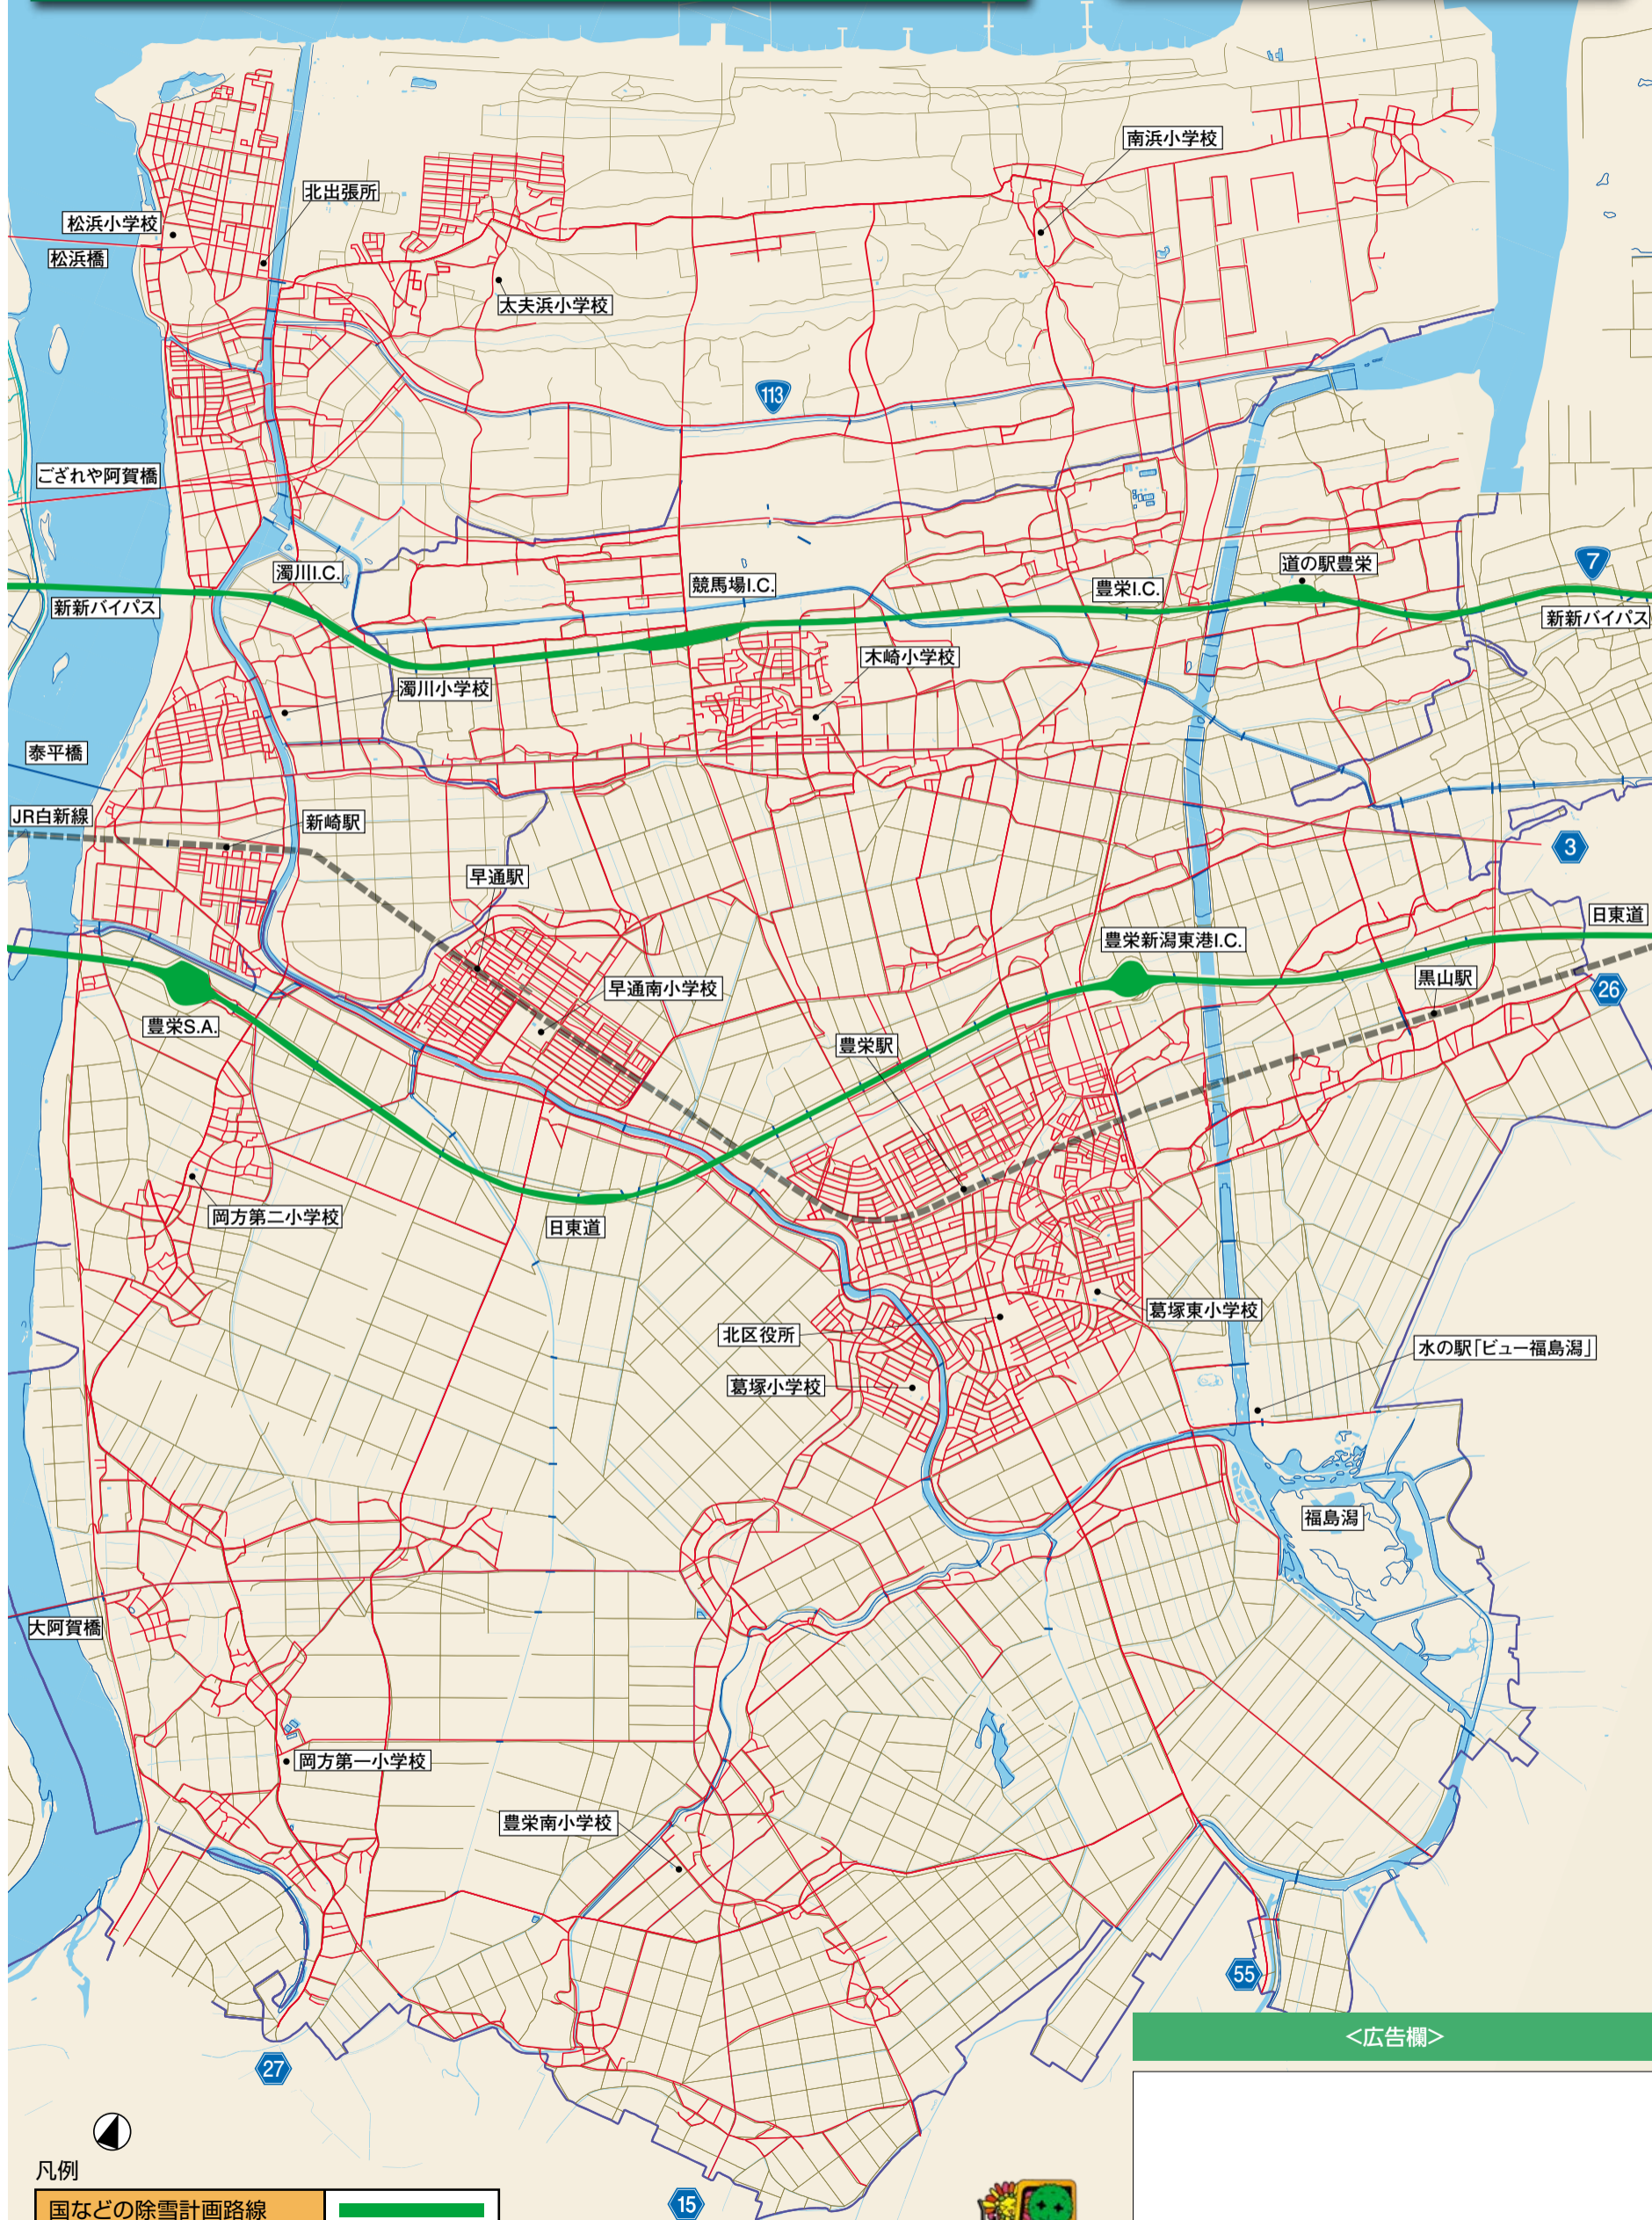 南浜小学校
北出張所
松浜小学校
松浜橋
太夫浜小学校
113
ござれや阿賀橋
濁川I.C.
道の駅豊栄
7
競馬場I.C.
豊栄I.C.
新新バイパス
新新バイパス
木崎小学校
濁川小学校
泰平橋
JR白新線
新崎駅
3
早通駅
日東道
豊栄新潟東港I.C.
黒山駅
早通南小学校
26
豊栄S.A.
豊栄駅
岡方第二小学校
日東道
葛塚東小学校
北区役所
水の駅「ビュー福島潟」
葛塚小学校
福島潟
大阿賀橋
岡方第一小学校
豊栄南小学校
55
<広告欄>
27
凡例
15
国などの除雪計画路線